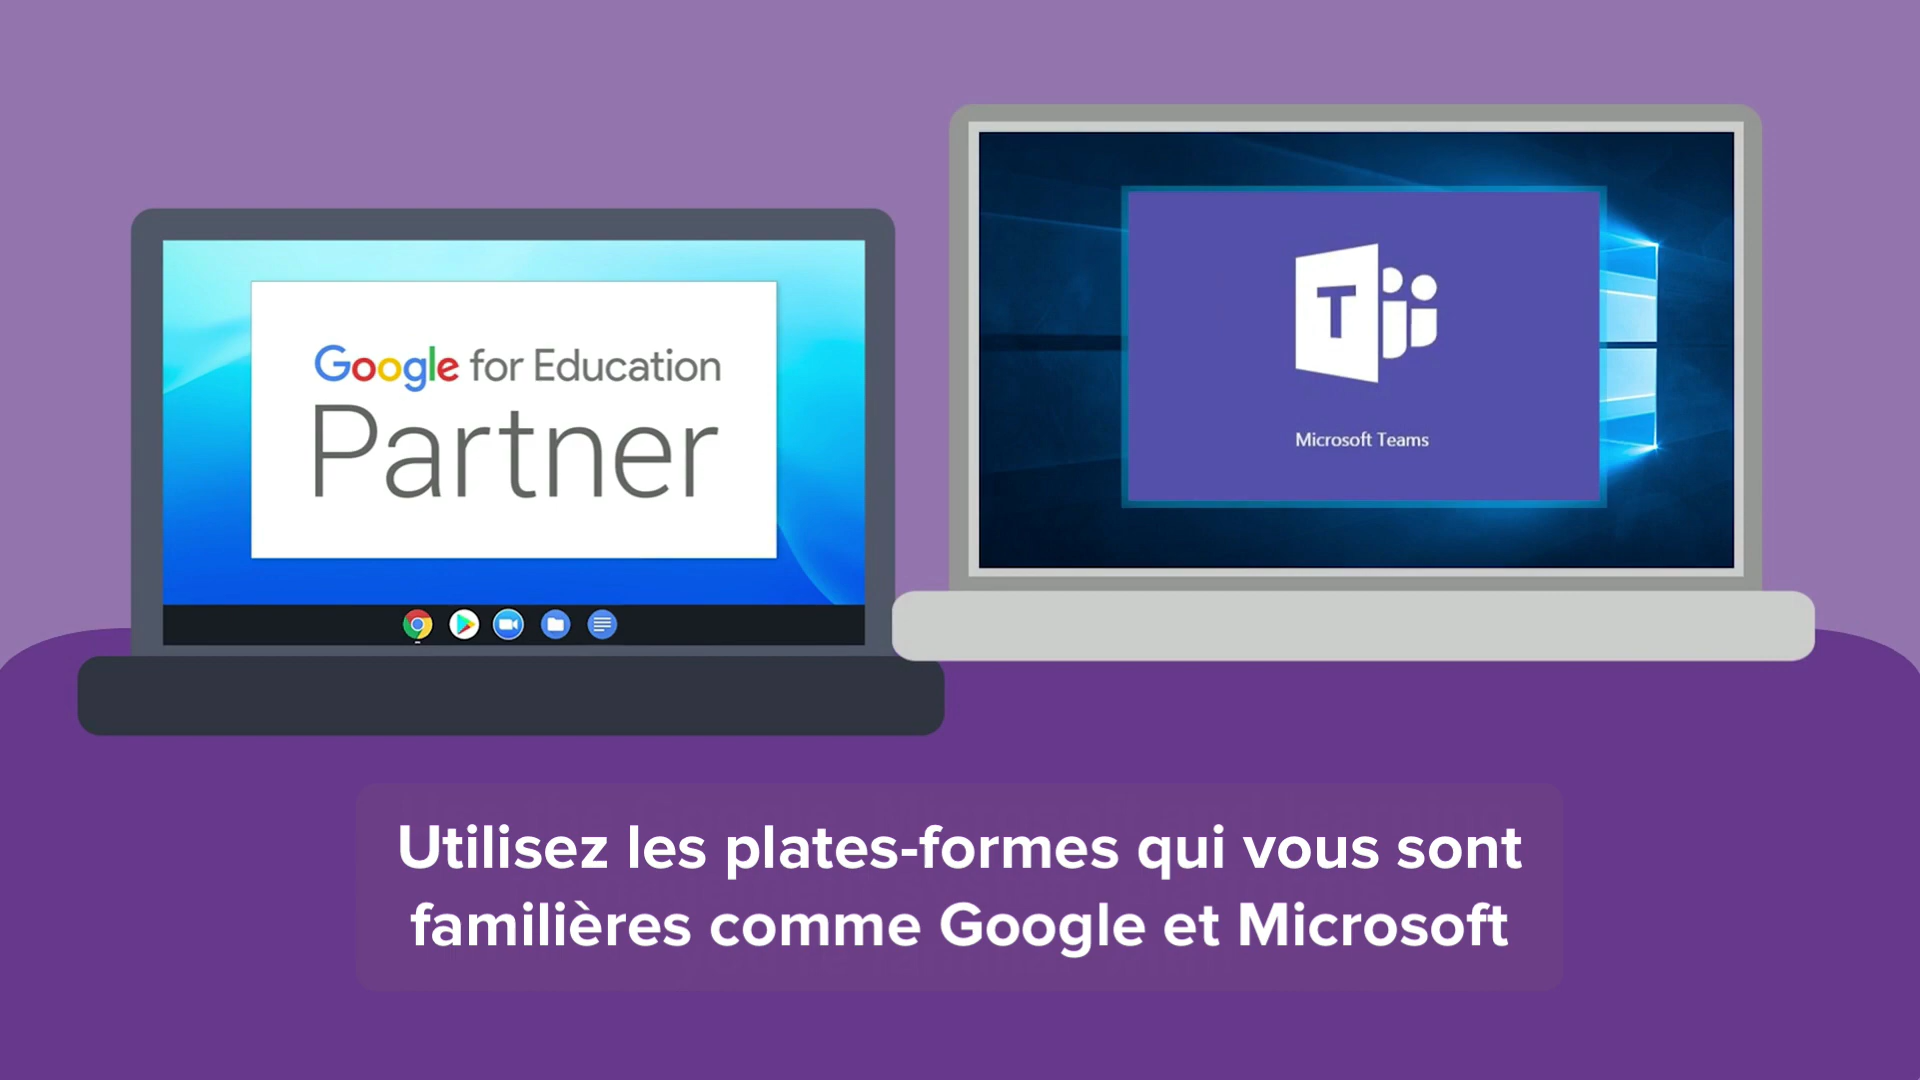 Google for Education
Partner
T
Microsoft Teams
Utilisez les plates-formes qui vous sont
familières comme Google et Microsoft